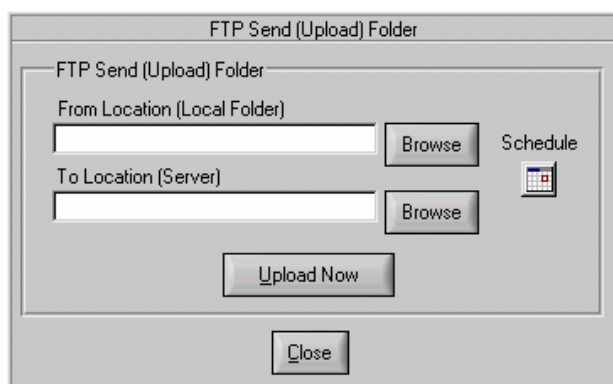 FTP Send (Upload) Folder
FTP Send (Upload) Folder
From Location (Local Folder)
Browse
Schedule
To Location (Server)
Browse
Upload Now
Close